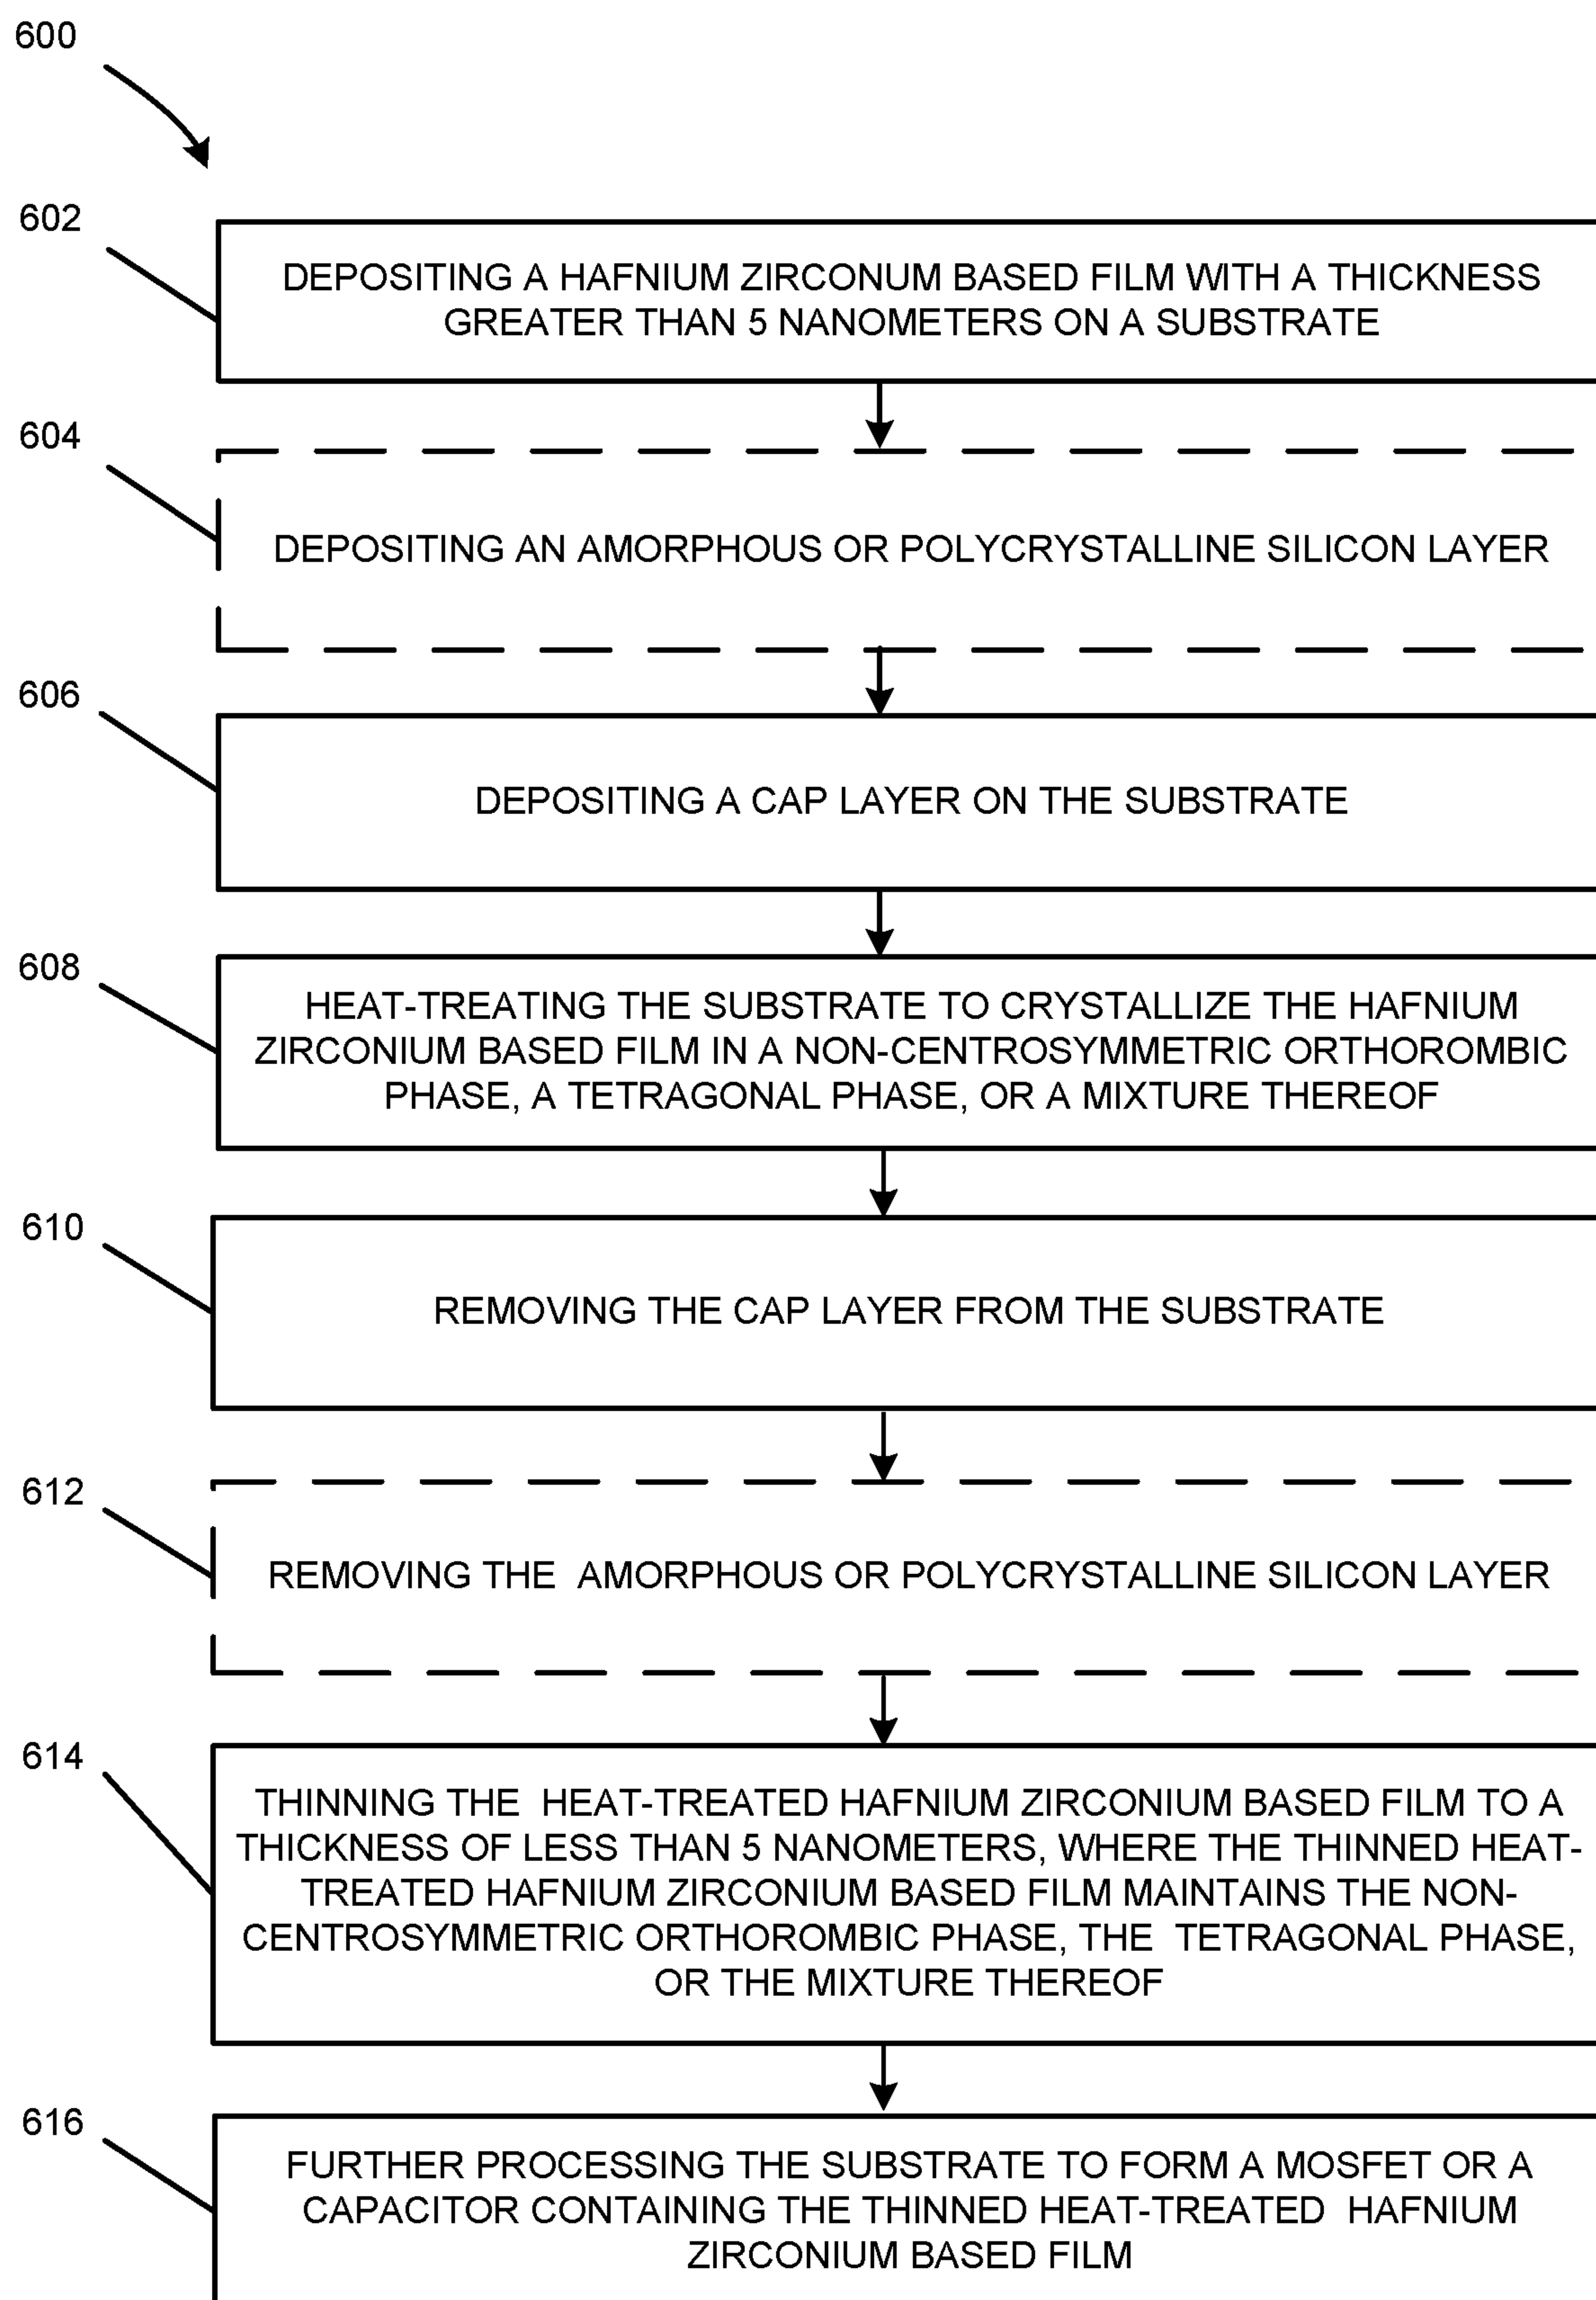 600
602
DEPOSITING A HAFNIUM ZIRCONUM BASED FILM WITH A THICKNESS
GREATER THAN 5 NANOMETERS ON A SUBSTRATE
604
DEPOSITING AN AMORPHOUS OR POLYCRYSTALLINE SILICON LAYER
606
DEPOSITING A CAP LAYER ON THE SUBSTRATE
608
HEAT-TREATING THE SUBSTRATE TO CRYSTALLIZE THE HAFNIUM
ZIRCONIUM BASED FILM IN A NON-CENTROSYMMETRIC ORTHOROMBIC
PHASE, A TETRAGONAL PHASE, OR A MIXTURE THEREOF
610
REMOVING THE CAP LAYER FROM THE SUBSTRATE
612
REMOVING THE AMORPHOUS OR POLYCRYSTALLINE SILICON LAYER
614
THINNING THE HEAT-TREATED HAFNIUM ZIRCONIUM BASED FILM TO A
THICKNESS OF LESS THAN 5 NANOMETERS, WHERE THE THINNED HEAT-
TREATED HAFNIUM ZIRCONIUM BASED FILM MAINTAINS THE NON-
CENTROSYMMETRIC ORTHOROMBIC PHASE, THE TETRAGONAL PHASE,
OR THE MIXTURE THEREOF
616
FURTHER PROCESSING THE SUBSTRATE TO FORM A MOSFET OR A
CAPACITOR CONTAINING THE THINNED HEAT-TREATED HAFNIUM
ZIRCONIUM BASED FILM